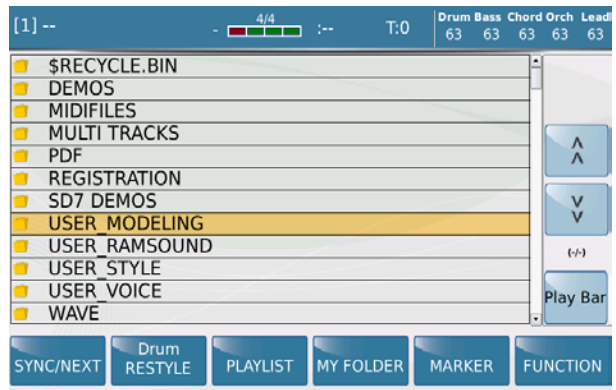 [1] --
- 4/4 :-- T:0
Drum Bass Chord Orch Lead
63 63 63 63 63
$RECYCLE.BIN
DEMOS
MIDIFILES
MULTI TRACKS
PDF
REGISTRATION
SD7 DEMOS
USER_MODELING
USER_RAMSOUND
USER_STYLE
USER_VOICE
WAVE
(-/-)
Play Bar
SYNC/NEXT
Drum
RESTYLE
PLAYLIST
MY FOLDER
MARKER
FUNCTION